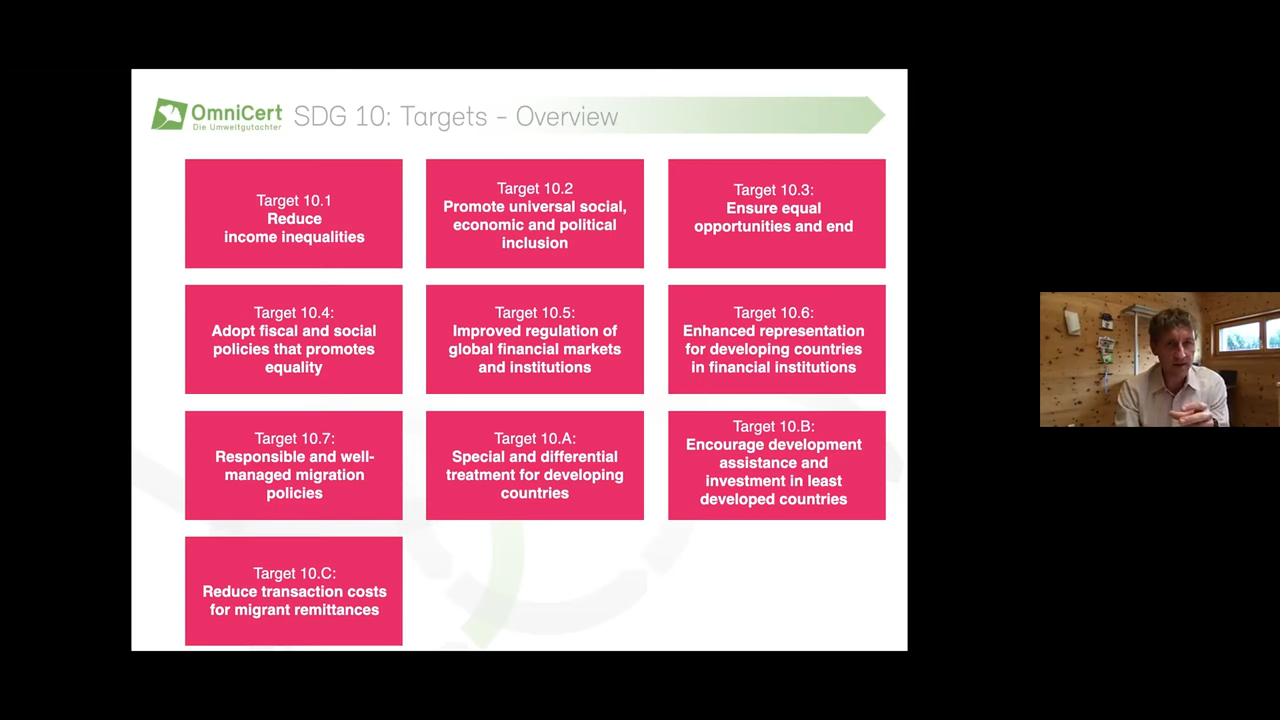 OmniCert
Die Umweltgutachter
SDG 10: Targets - Overview
Target 10.1
Reduce
income inequalities
Target 10.2
Promote universal social,
economic and political
inclusion
Target 10.3:
Ensure equal
opportunities and end
Target 10.4:
Adopt fiscal and social
policies that promotes
equality
Target 10.5:
Improved regulation of
global financial markets
and institutions
Target 10.6:
Enhanced representation
for developing countries
in financial institutions
Target 10.7:
Responsible and well-
managed migration
policies
Target 10.A:
Special and differential
treatment for developing
countries
Target 10.B:
Encourage development
assistance and
investment in least
developed countries
Target 10.C:
Reduce transaction costs
for migrant remittances